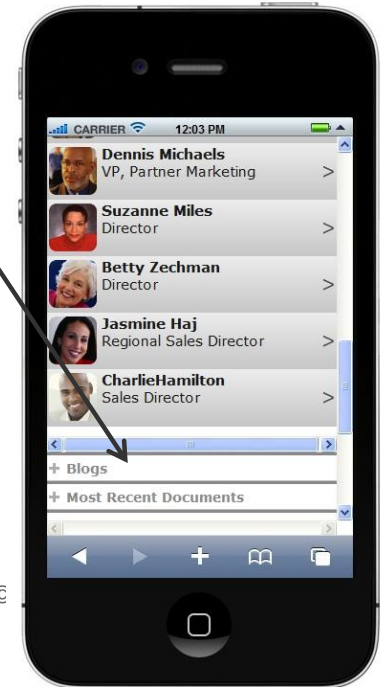 CARRIER 12:03 PM
Dennis Michaels
VP, Partner Marketing >
Suzanne Miles
Director >
Betty Zechman
Director >
Jasmine Haj
Regional Sales Director >
CharlieHamilton
Sales Director >
+ Blogs
+ Most Recent Documents